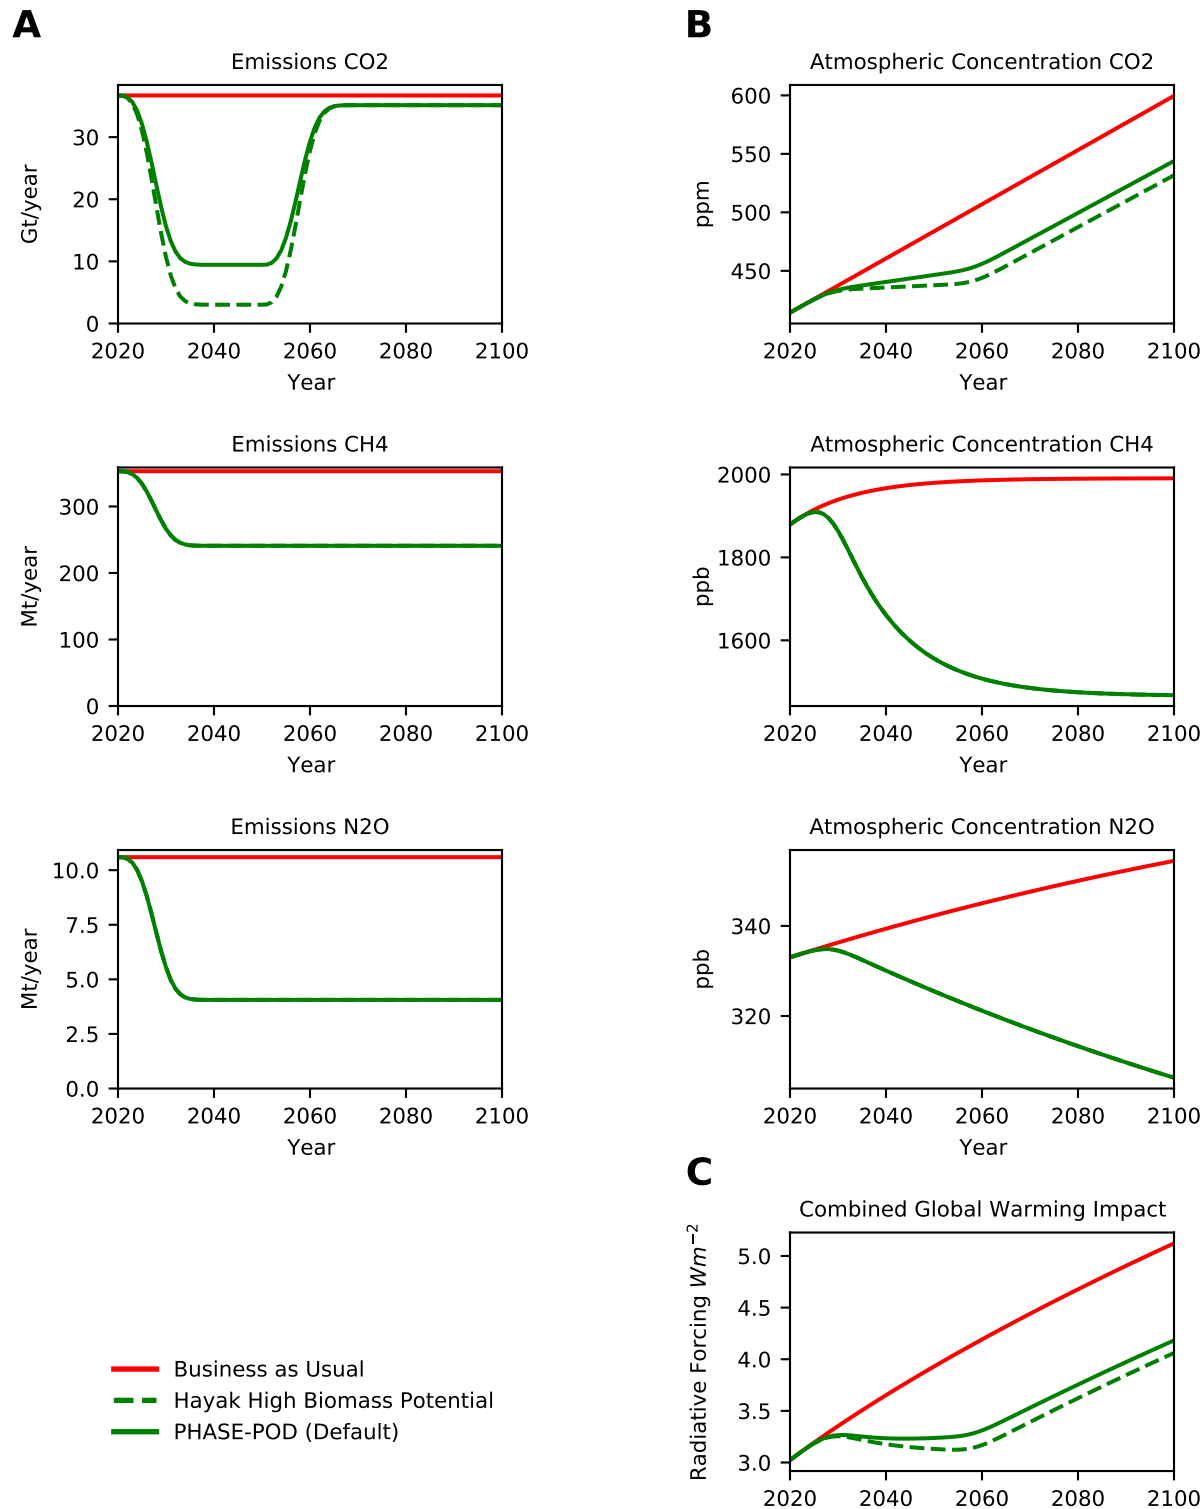 A
Emissions CO2
Gt/year
30
20
10
0
2020 2040 2060 2080 2100
Year
B
Atmospheric Concentration CO2
ppm
600
550
500
450
2020 2040 2060 2080 2100
Year
Emissions CH4
Mt/year
300
200
100
0
2020 2040 2060 2080 2100
Year
Atmospheric Concentration CH4
ppb
2000
1800
1600
2020 2040 2060 2080 2100
Year
Emissions N2O
Mt/year
10.0
7.5
5.0
2.5
0.0
2020 2040 2060 2080 2100
Year
Atmospheric Concentration N2O
ppb
340
320
2020 2040 2060 2080 2100
Year
C
Combined Global Warming Impact
Radiative Forcing Wm⁻²
5.0
4.5
4.0
3.5
3.0
2020 2040 2060 2080 2100
Business as Usual
Hayak High Biomass Potential
PHASE-POD (Default)